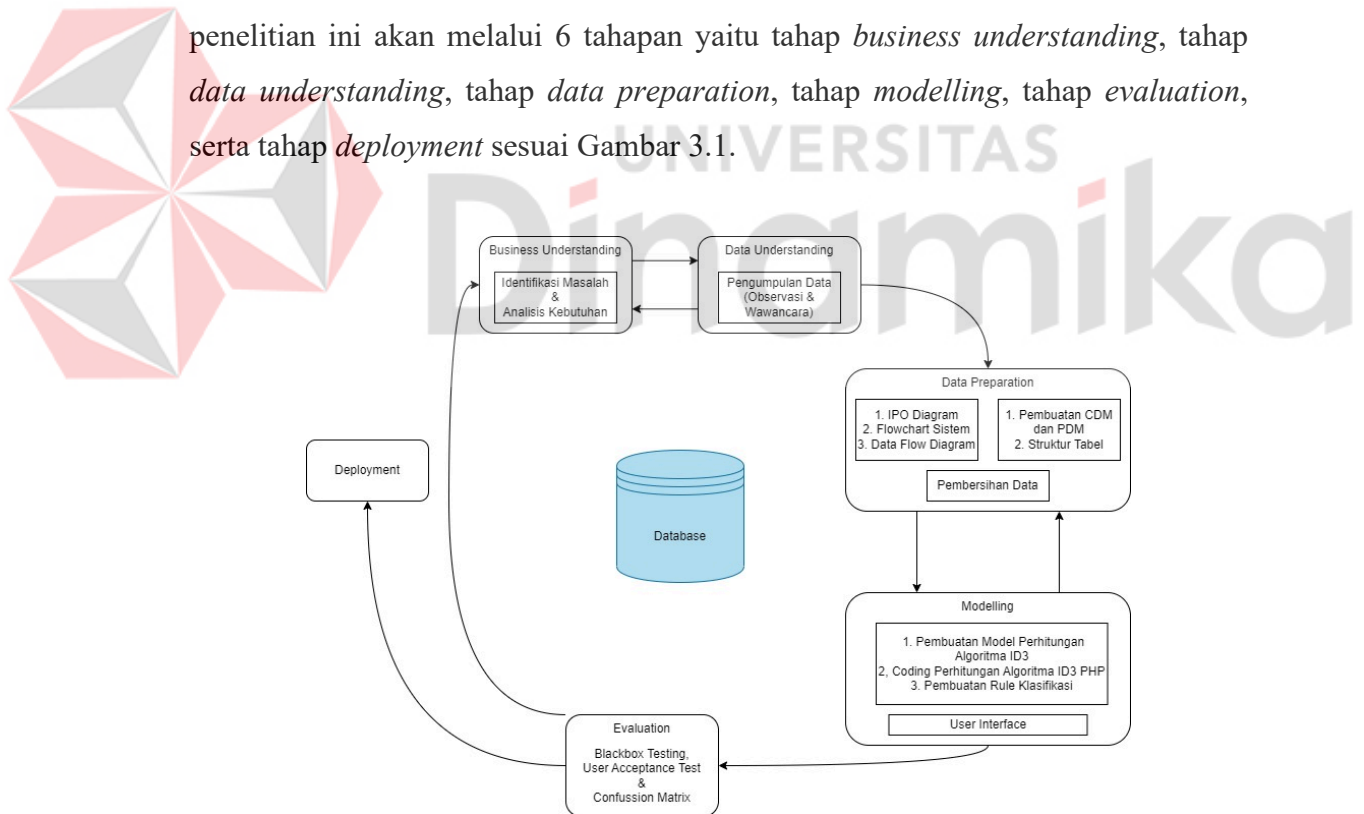 penelitian ini akan melalui 6 tahapan yaitu tahap business understanding, tahap
data understanding, tahap data preparation, tahap modelling, tahap evaluation,
serta tahap deployment sesuai Gambar 3.1.
UNIVERSITAS
Dinamika
Business Understanding
Identifikasi Masalah
&
Analisis Kebutuhan
Data Understanding
Pengumpulan Data
(Observasi &
Wawancara)
Data Preparation
1. IPO Diagram
2. Flowchart Sistem
3. Data Flow Diagram
1. Pembuatan CDM
dan PDM
2. Struktur Tabel
Pembersihan Data
Deployment
Database
Modelling
1. Pembuatan Model Perhitungan
Algoritma ID3
2, Coding Perhitungan Algoritma ID3 PHP
3. Pembuatan Rule Klasifikasi
User Interface
Evaluation
Blackbox Testing,
User Acceptance Test
&
Confussion Matrix